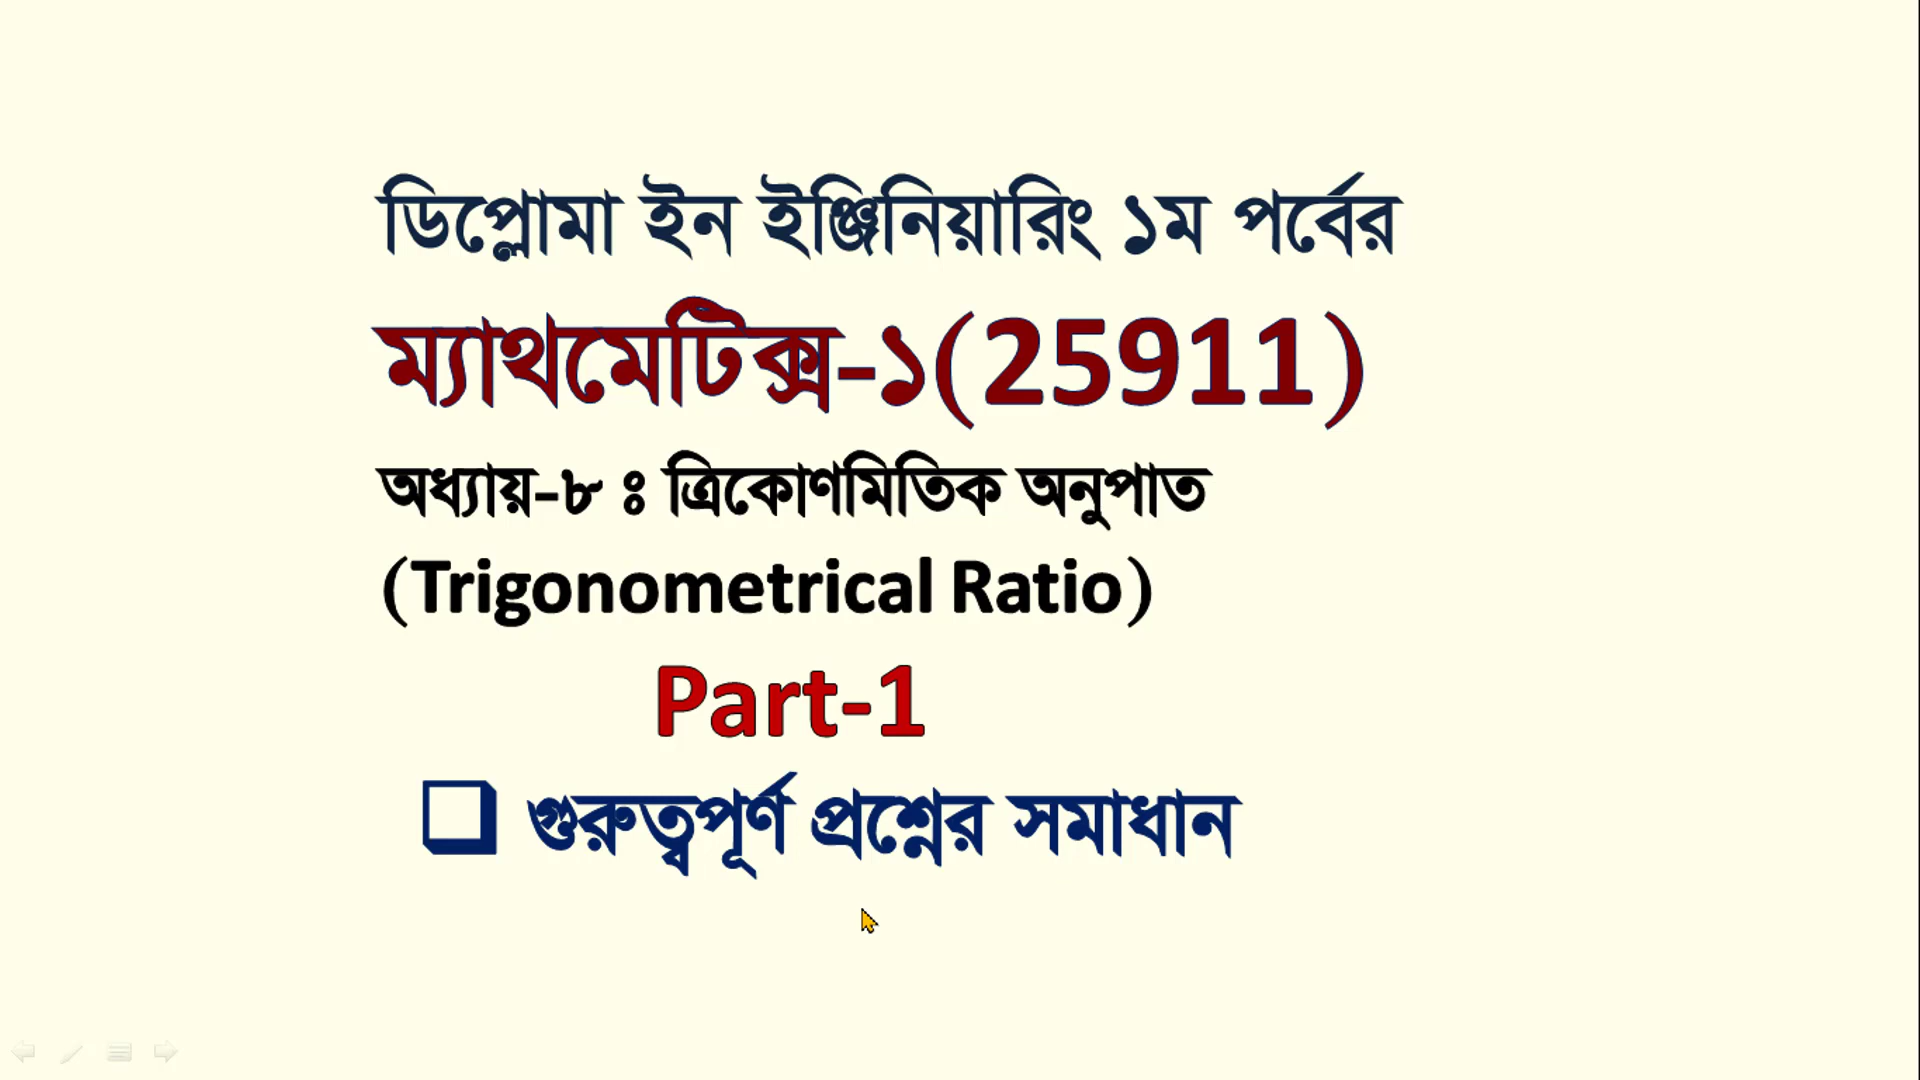 ডিপ্লোমা ইন ইঞ্জিনিয়ারিং ১ম পর্বের
ম্যাথমেটিক্স-১(25911)
অধ্যায়-৮ ঃ ত্রিকোণমিতিক অনুপাত
(Trigonometrical Ratio)
Part-1
❑ গুরুত্বপূর্ণ প্রশ্নের সমাধান